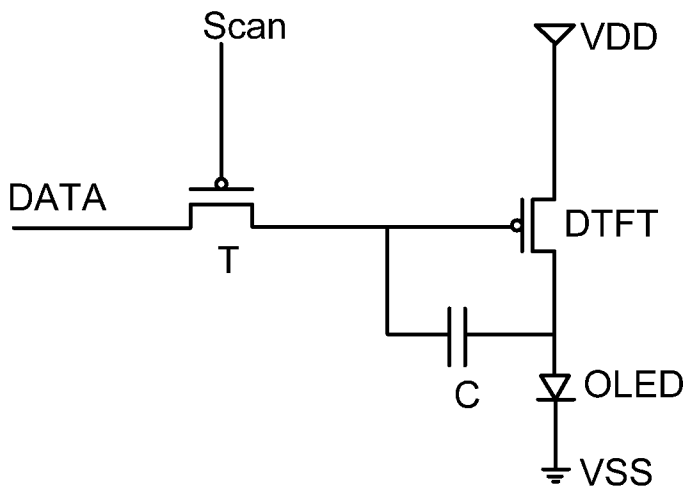 Scan
VDD
DATA
DTFT
T
C
OLED
VSS